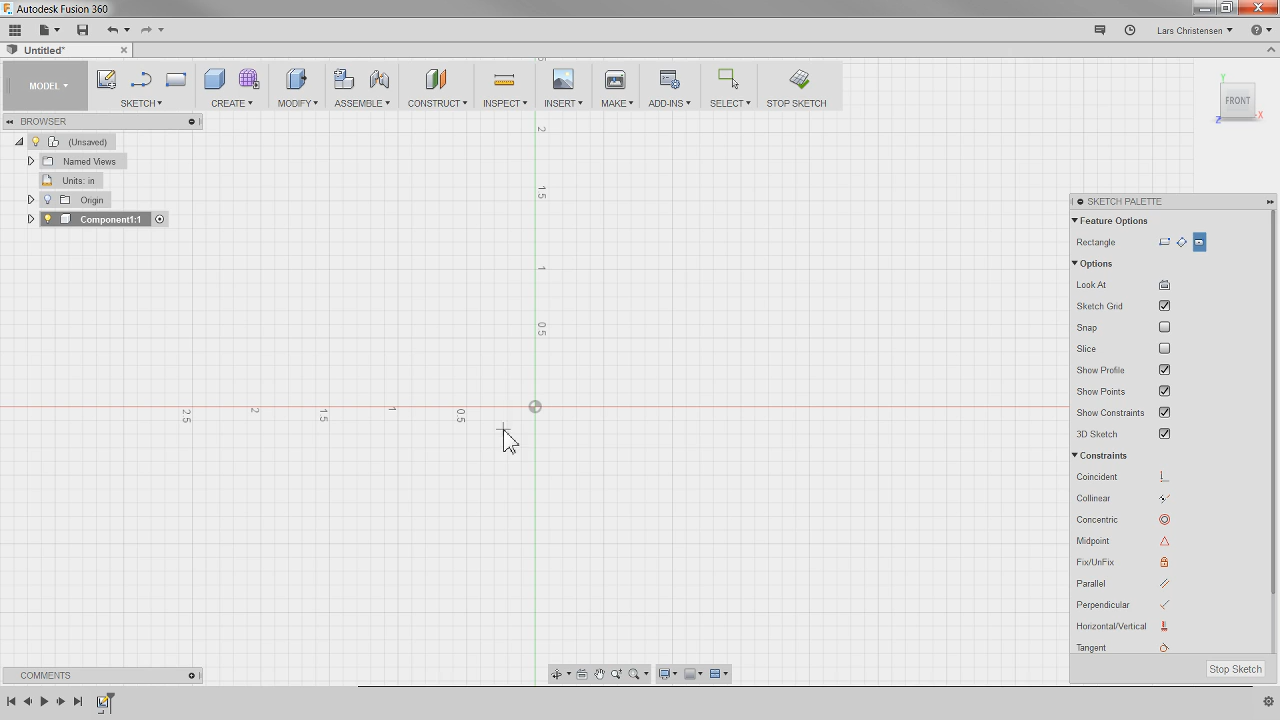 Autodesk Fusion 360
Lars Christensen
Untitled*
MODEL
SKETCH
CREATE
MODIFY
ASSEMBLE
CONSTRUCT
INSPECT
INSERT
MAKE
ADD-INS
SELECT
STOP SKETCH
BROWSER
(Unsaved)
Named Views
Units: in
Origin
Component1:1
Y
FRONT
X
Z
2
1.5
1
0.5
2.5
2
1.5
1
0.5
SKETCH PALETTE
Feature Options
Rectangle
Options
Look At
Sketch Grid
Snap
Slice
Show Profile
Show Points
Show Constraints
3D Sketch
Constraints
Coincident
Collinear
Concentric
Midpoint
Fix/UnFix
Parallel
Perpendicular
Horizontal/Vertical
Tangent
Stop Sketch
COMMENTS